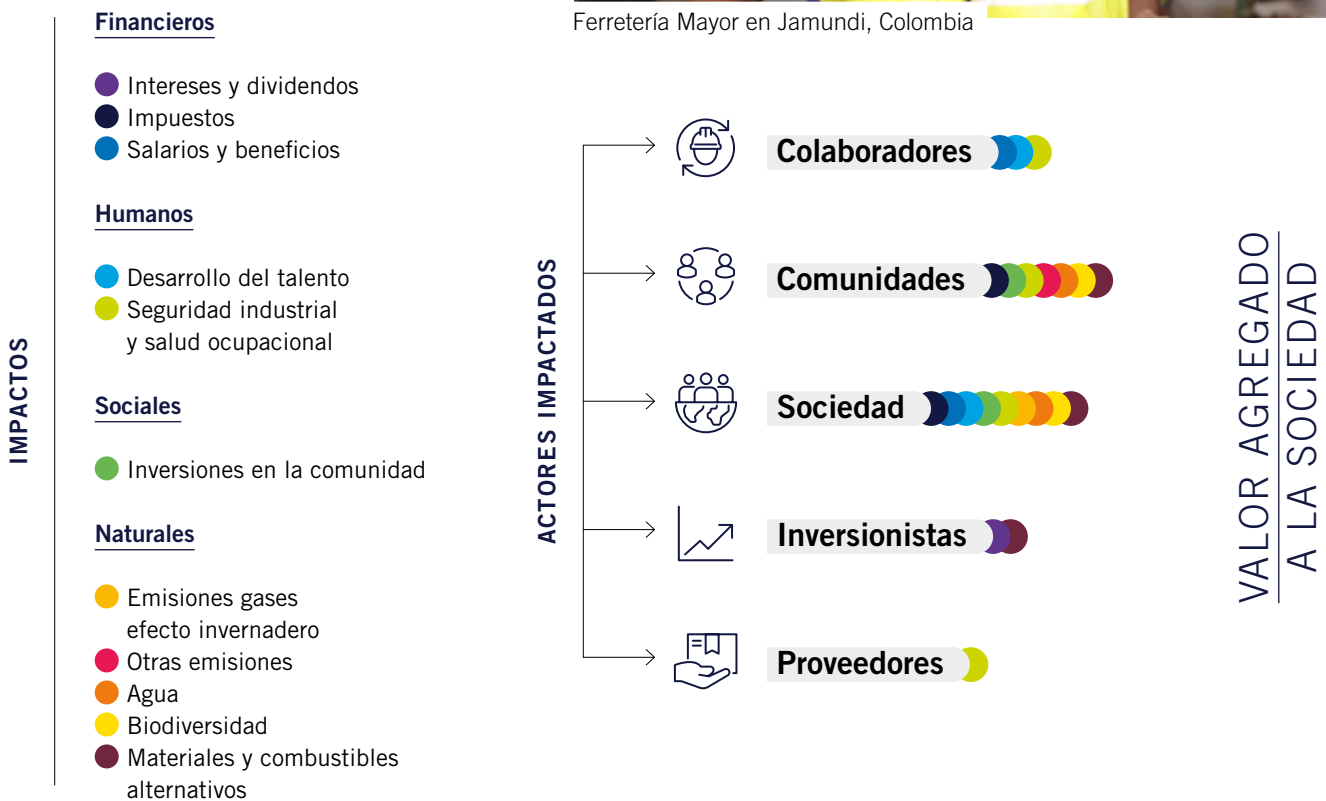 Ferretería Mayor en Jamundi, Colombia
IMPACTOS
Financieros
Intereses y dividendos
Impuestos
Salarios y beneficios
Humanos
Desarrollo del talento
Seguridad industrial
y salud ocupacional
Sociales
Inversiones en la comunidad
Naturales
Emisiones gases
efecto invernadero
Otras emisiones
Agua
Biodiversidad
Materiales y combustibles
alternativos
ACTORES IMPACTADOS
Colaboradores
Comunidades
Sociedad
Inversionistas
Proveedores
VALOR AGREGADO
A LA SOCIEDAD